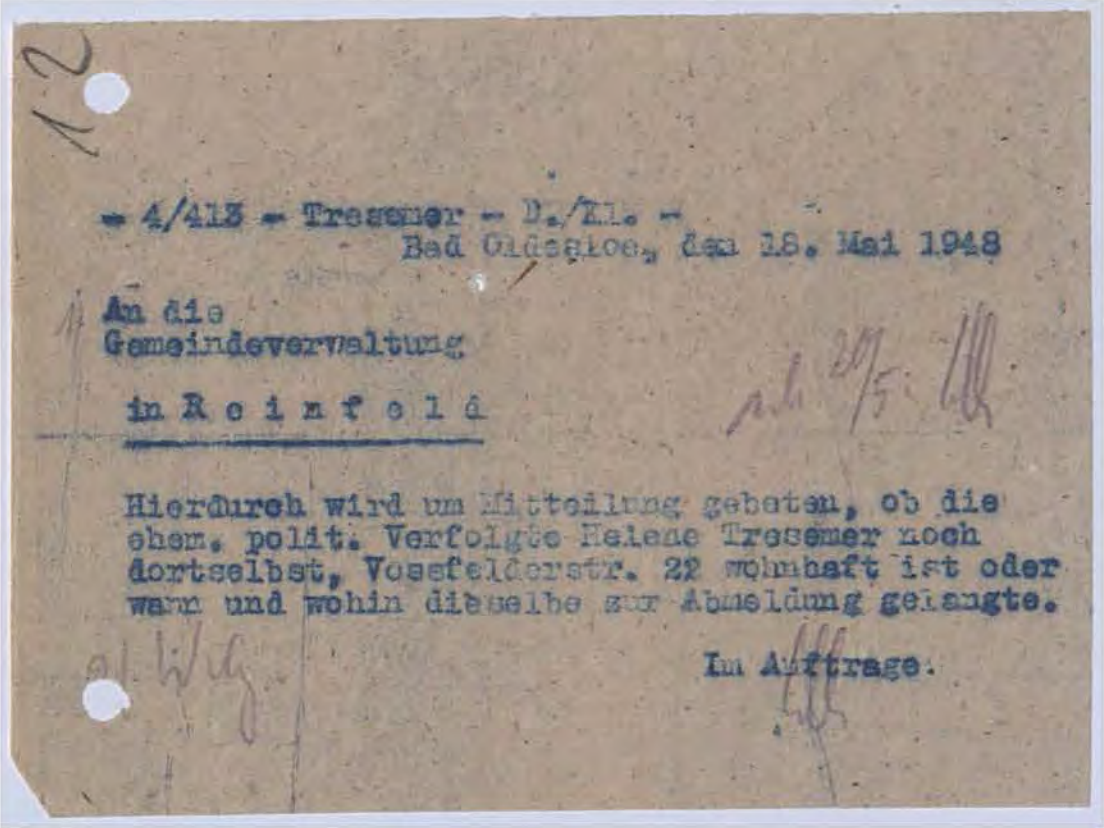 12
- 4/413 - Tresemer - D./Kl. -
Bad Oldesloe, den 18. Mai 1948
An die
Gemeindeverwaltung
in R e i n f e l d
20/5.
Hierdurch wird um Mitteilung gebeten, ob die
ehem. polit. Verfolgte Helene Tresemer noch
dortselbst, Vossfelderstr. 22 wohnhaft ist oder
wann und wohin dieselbe zur Abmeldung gelangte.
Im Auftrage.